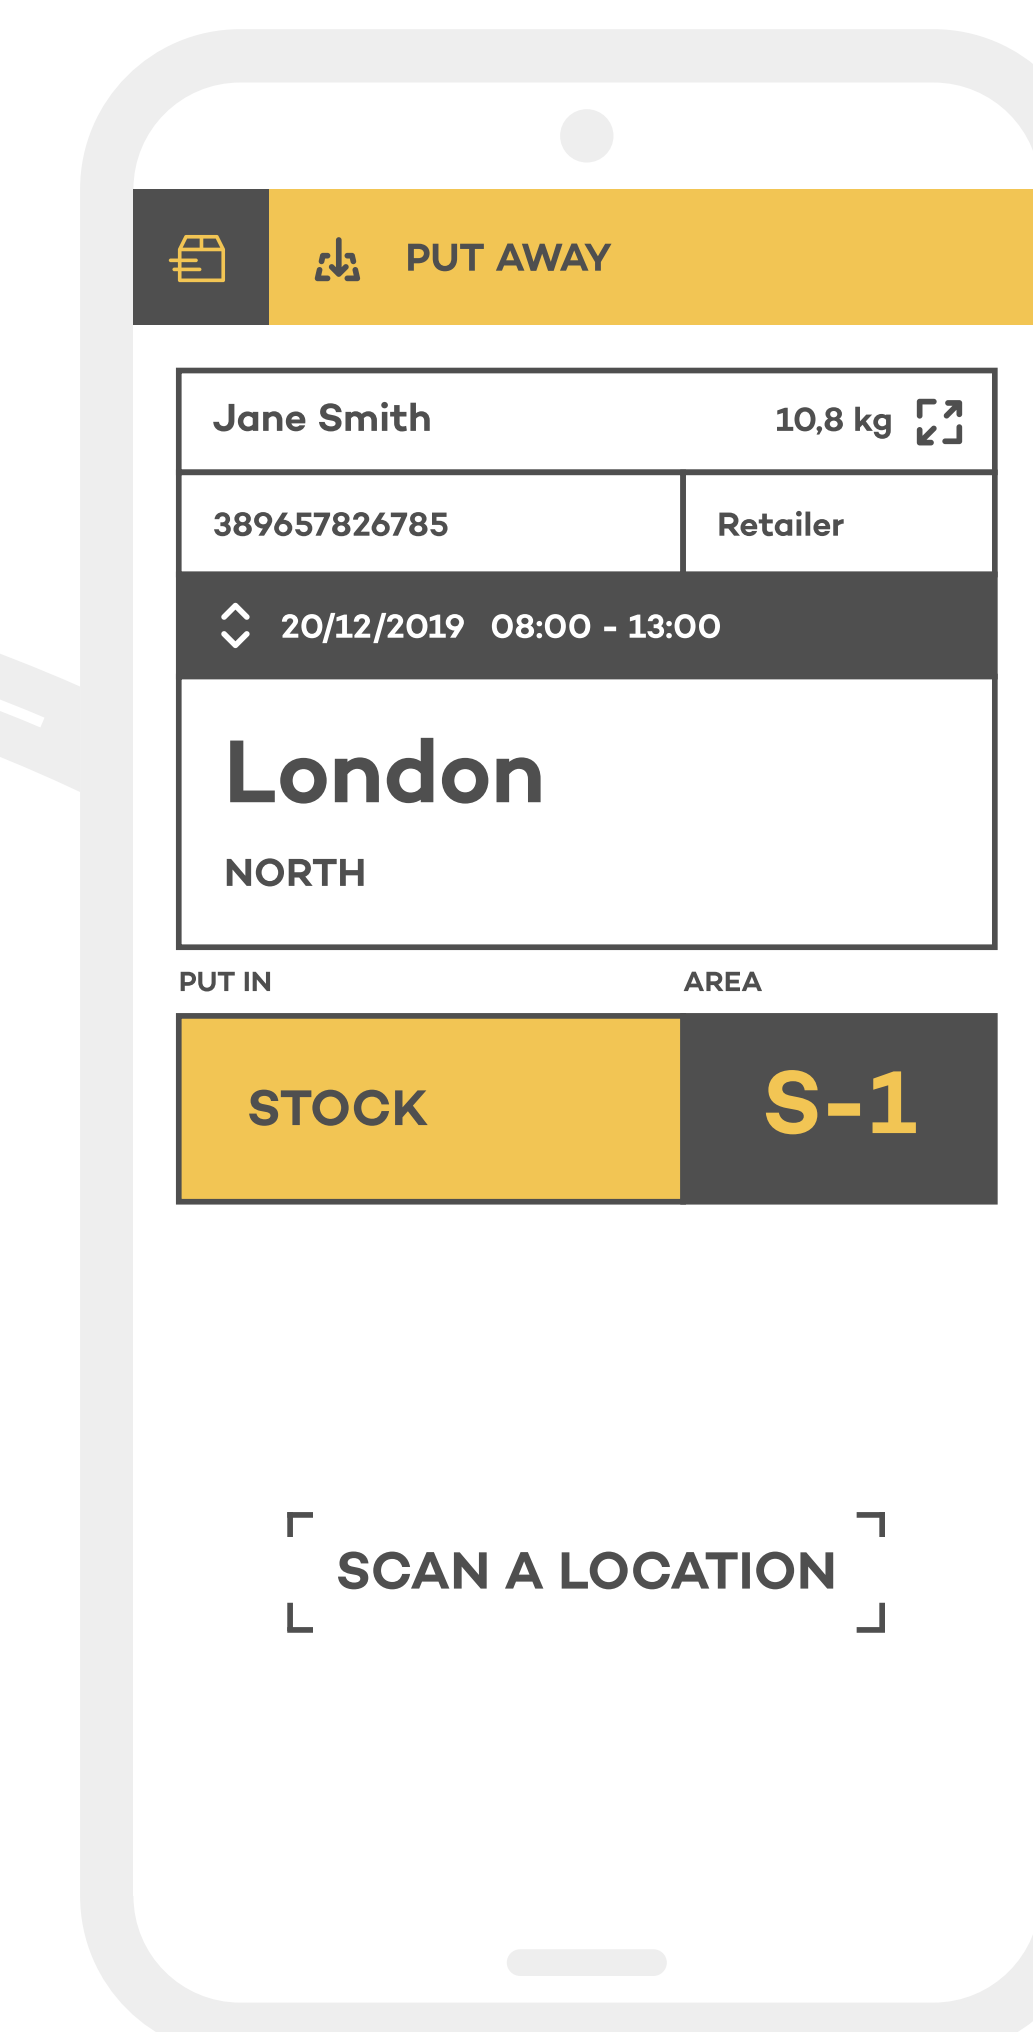 PUT AWAY
Jane Smith 10,8 kg
389657826785 Retailer
20/12/2019 08:00 - 13:00
London
NORTH
PUT IN AREA
STOCK S-1
SCAN A LOCATION